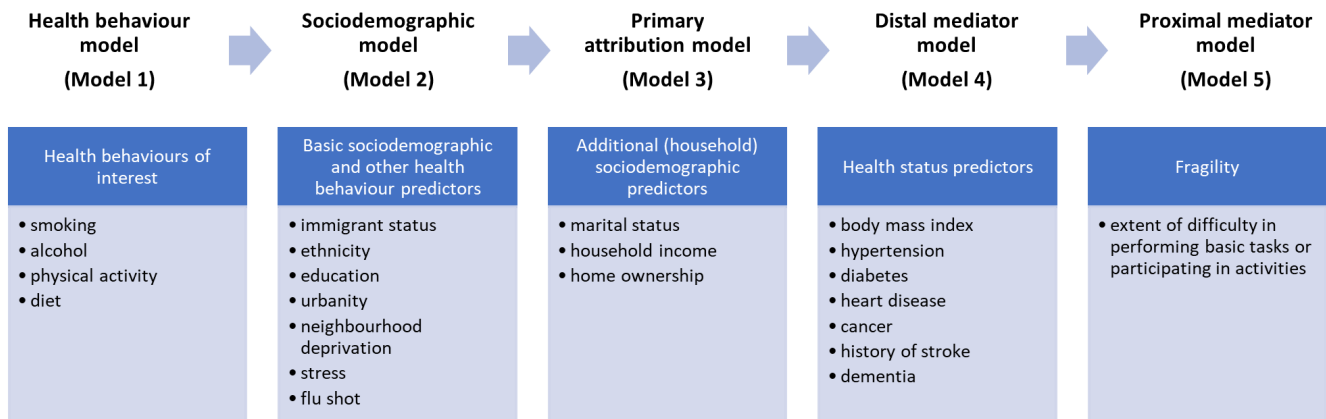 Health behaviour
model
(Model 1)
Sociodemographic
model
(Model 2)
Primary
attribution model
(Model 3)
Distal mediator
model
(Model 4)
Proximal mediator
model
(Model 5)
Health behaviours of
interest
• smoking
• alcohol
• physical activity
• diet
Basic sociodemographic
and other health
behaviour predictors
• immigrant status
• ethnicity
• education
• urbanity
• neighbourhood
deprivation
• stress
• flu shot
Additional (household)
sociodemographic
predictors
• marital status
• household income
• home ownership
Health status predictors
• body mass index
• hypertension
• diabetes
• heart disease
• cancer
• history of stroke
• dementia
Fragility
• extent of difficulty in
performing basic tasks or
participating in activities